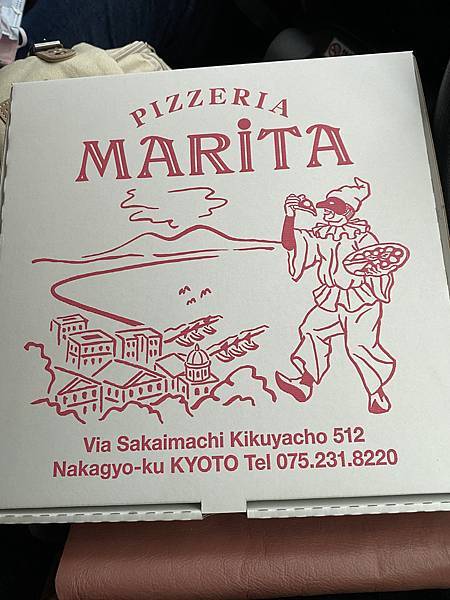 PIZZERIA
MARiTA
Via Sakaimachi Kikuyacho 512
Nakagyo-ku KYOTO Tel 075.231.8220